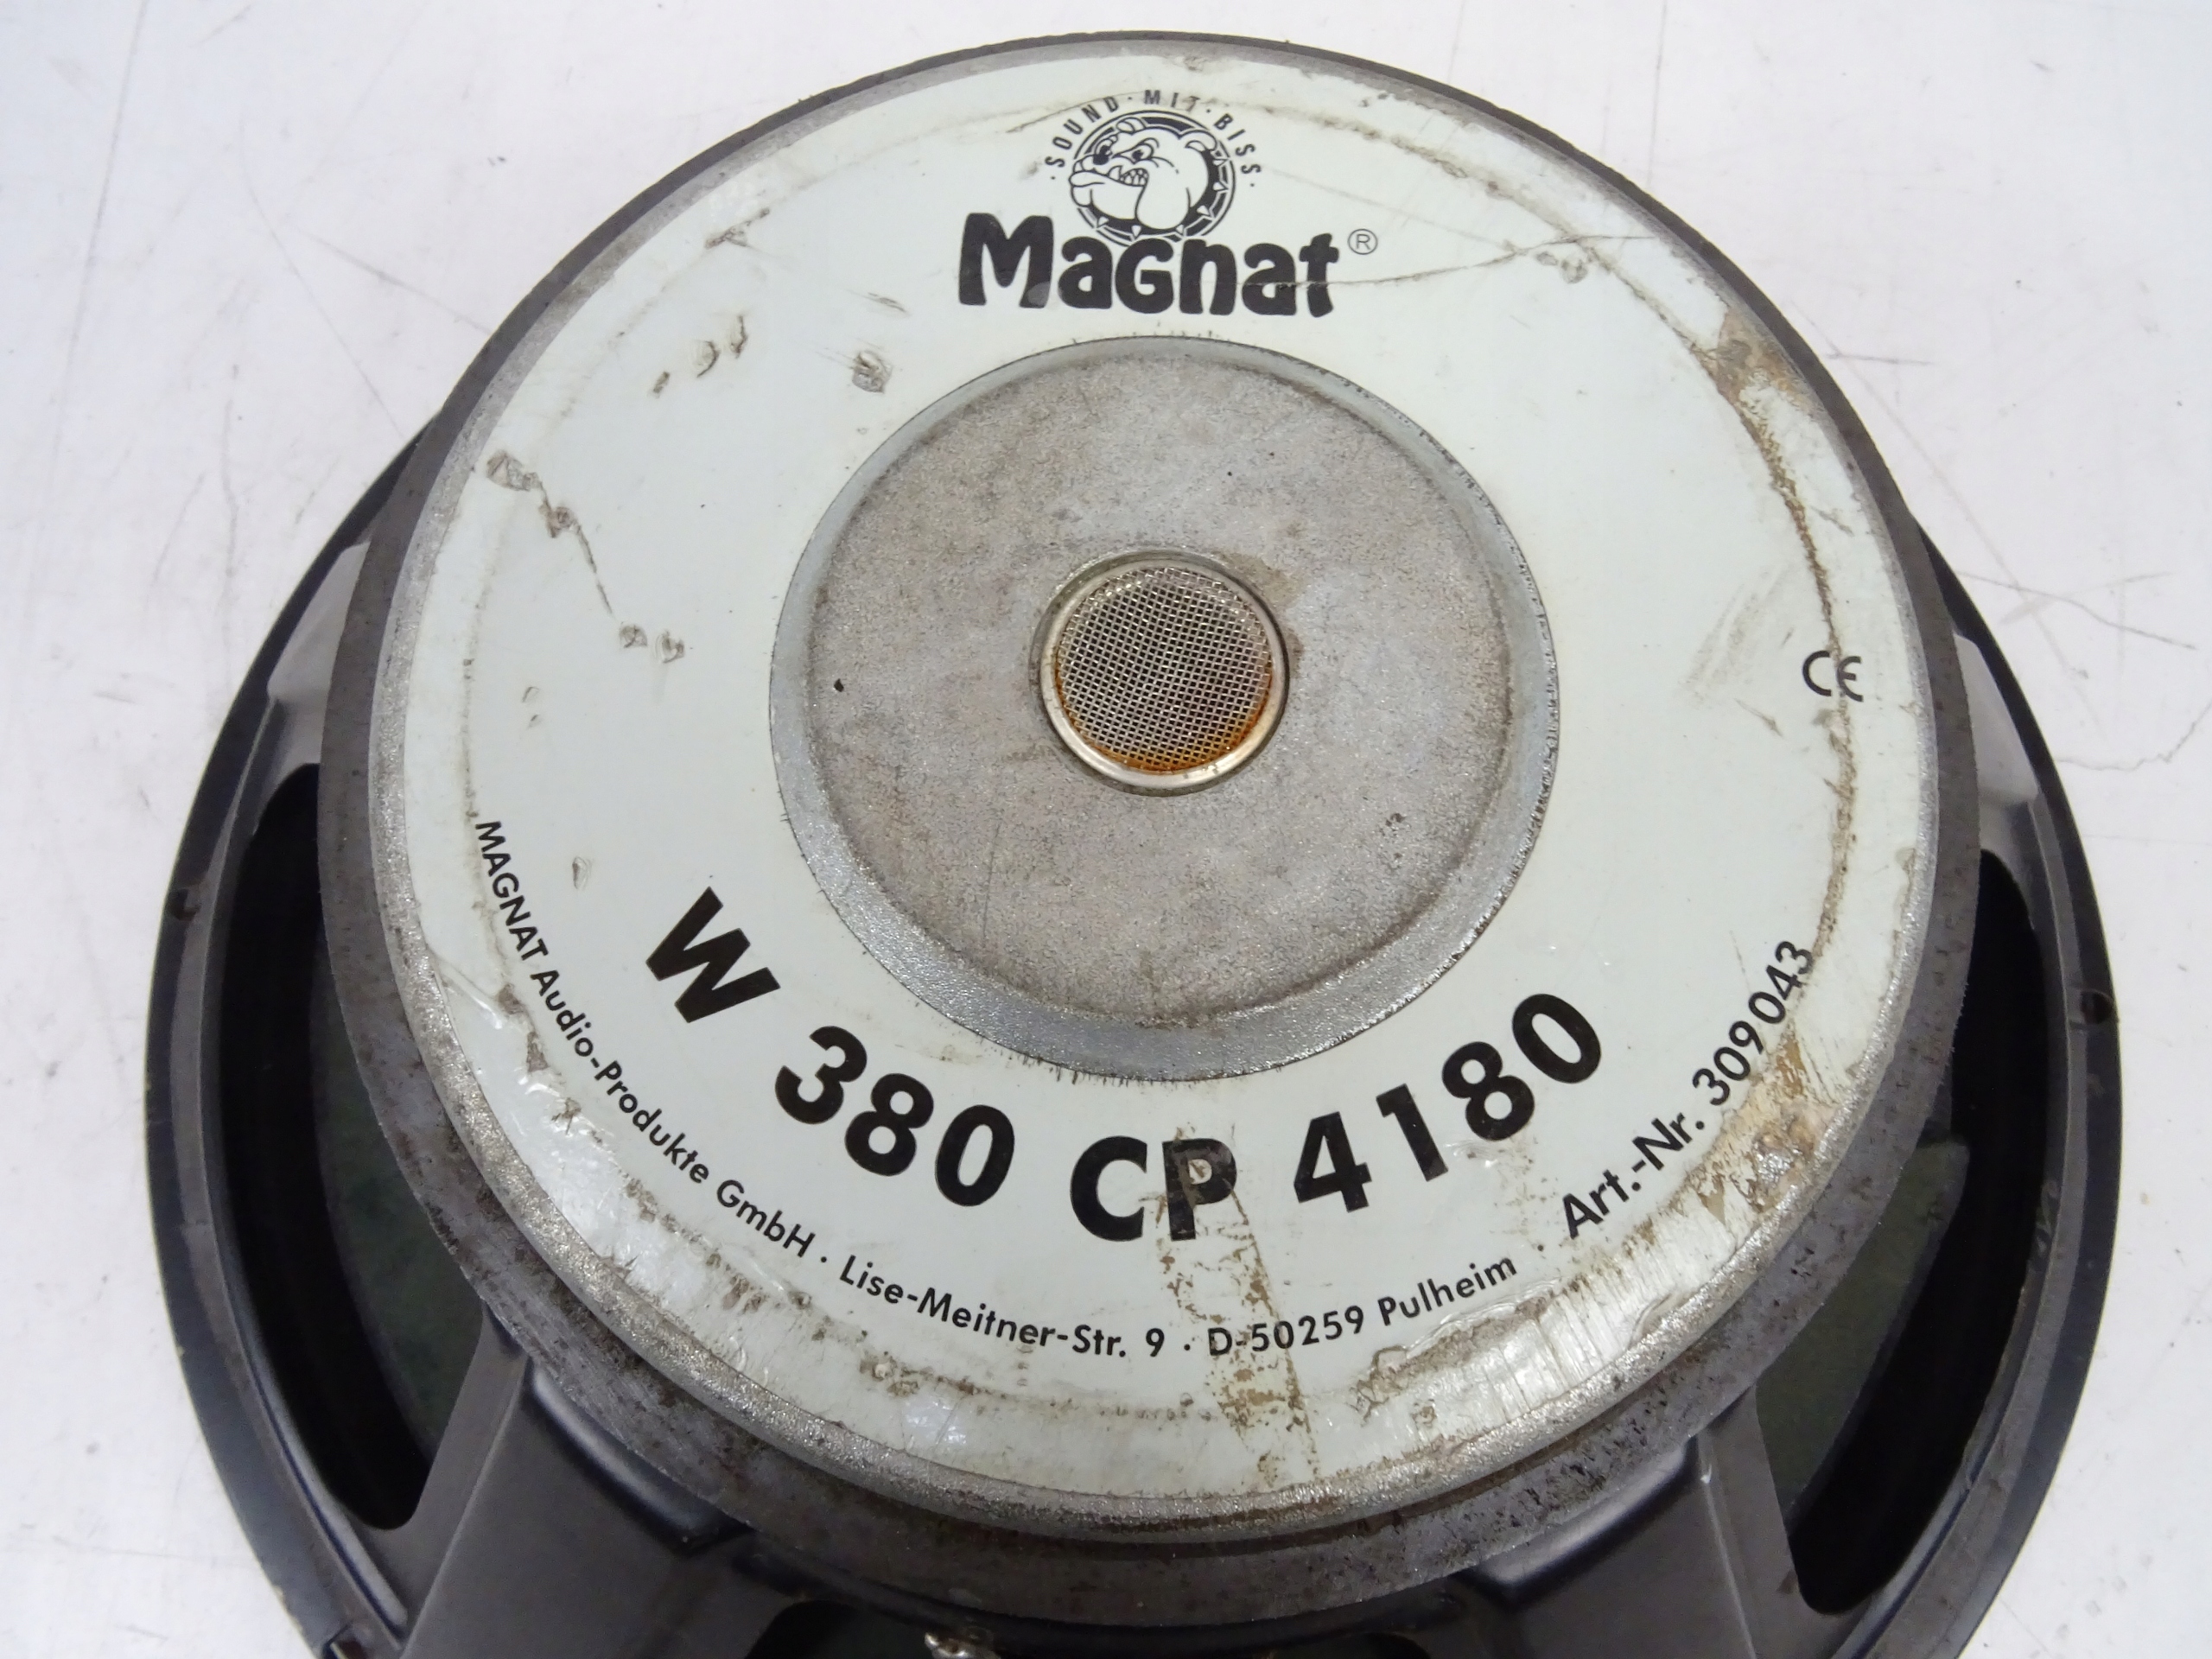 · SOUND · MIT · BISS ·
Magnat®
CE
W 380 CP 4180
MAGNAT Audio-Produkte GmbH · Lise-Meitner-Str. 9 · D-50259 Pulheim · Art.-Nr. 309043